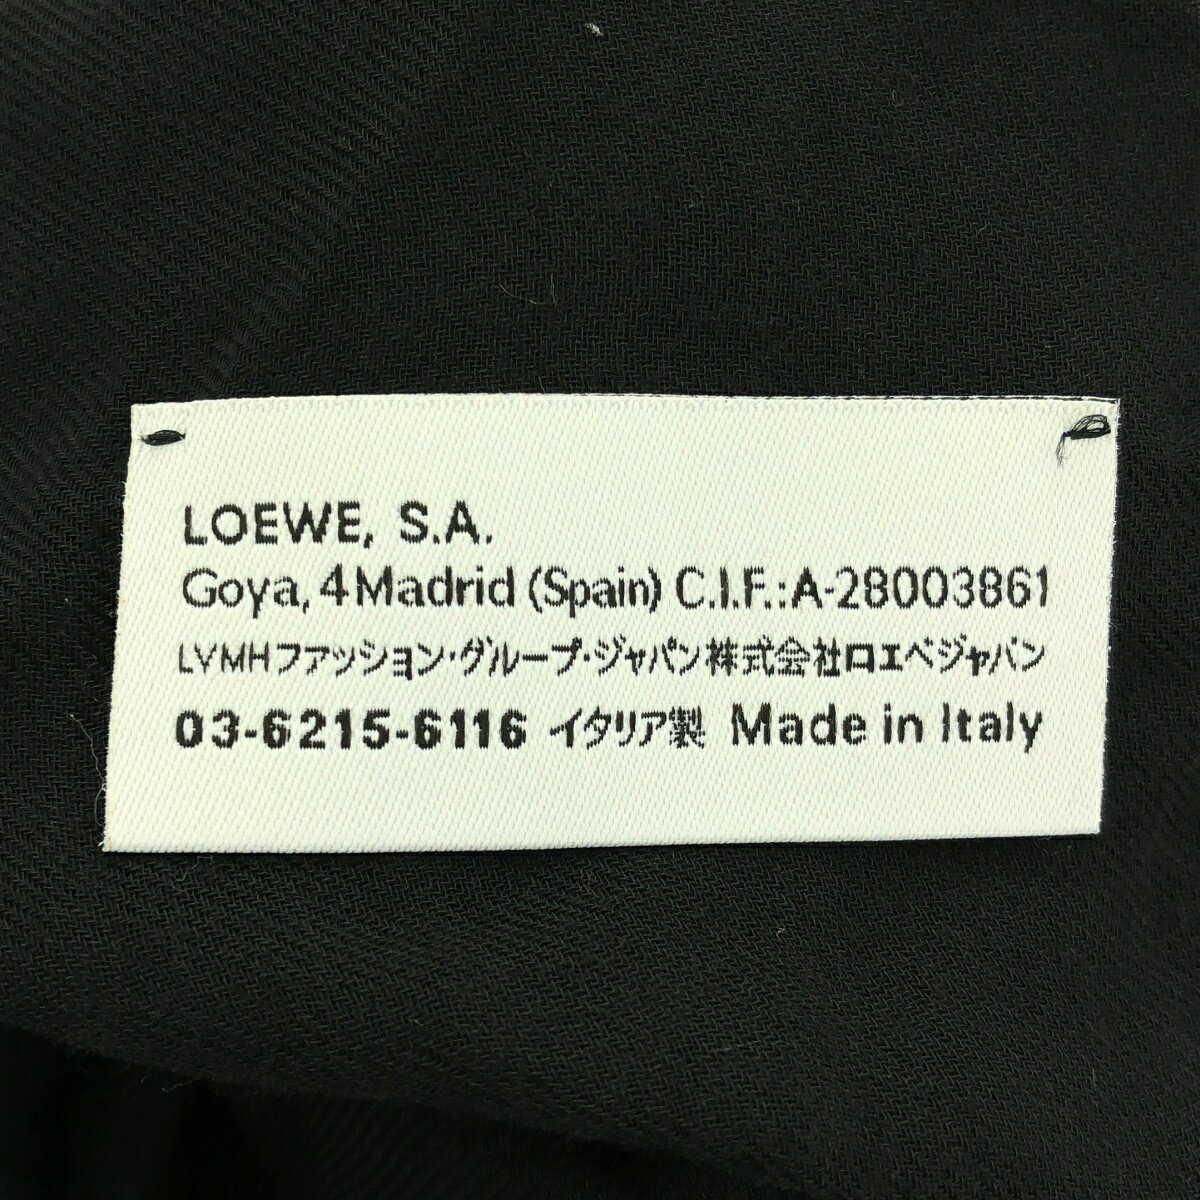 LOEWE, S.A.
Goya, 4 Madrid (Spain) C.I.F.: A-28003861
LVMHファッション・グループ・ジャパン株式会社ロエベジャパン
03-6215-6116 イタリア製 Made in Italy